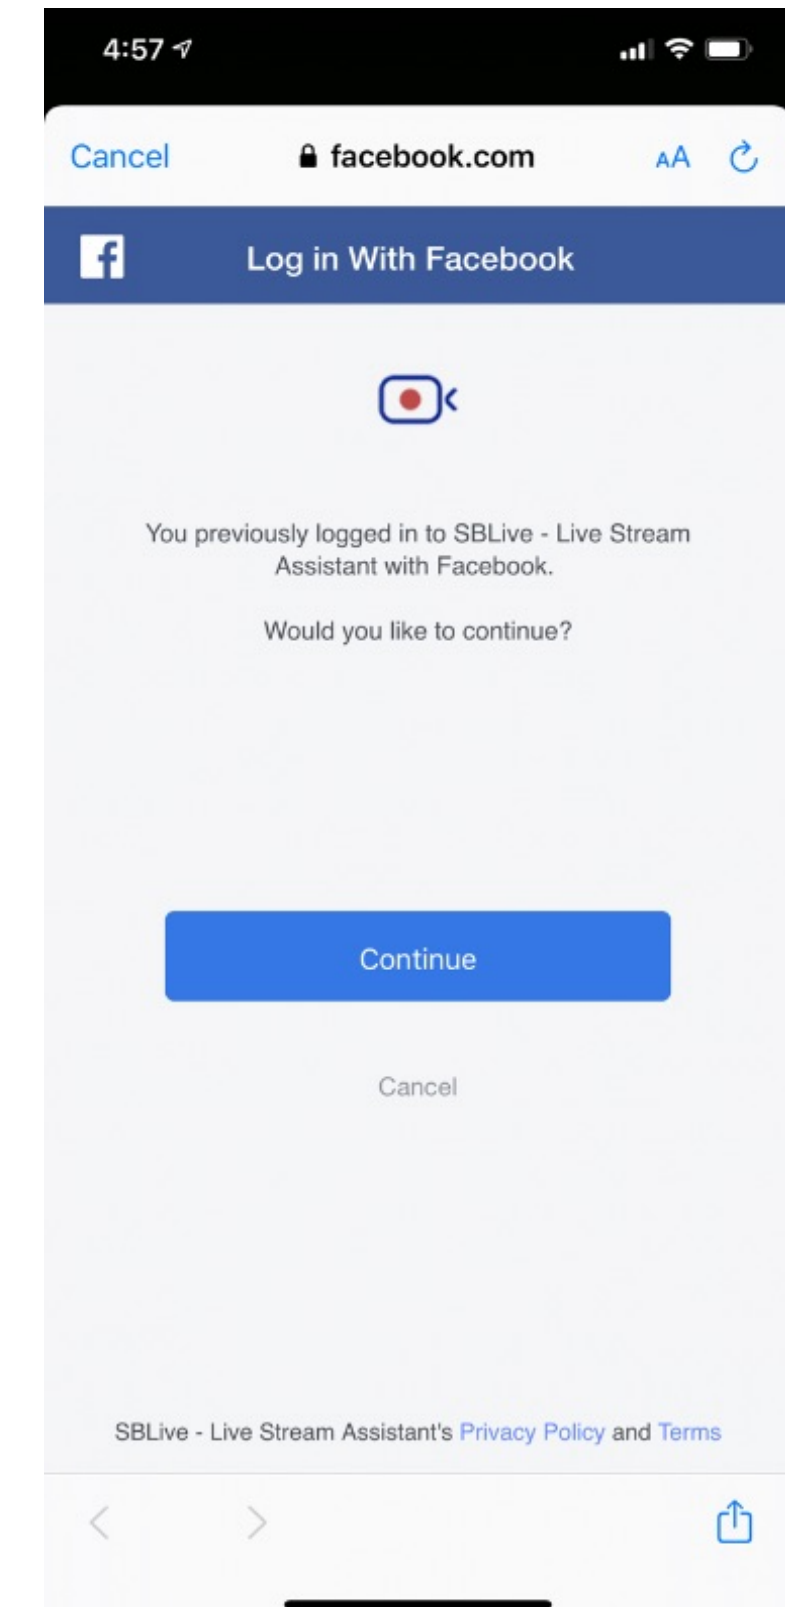 4:57
Cancel facebook.com AA
f Log in With Facebook
You previously logged in to SBLive - Live Stream
Assistant with Facebook.
Would you like to continue?
Continue
Cancel
SBLive - Live Stream Assistant's Privacy Policy and Terms